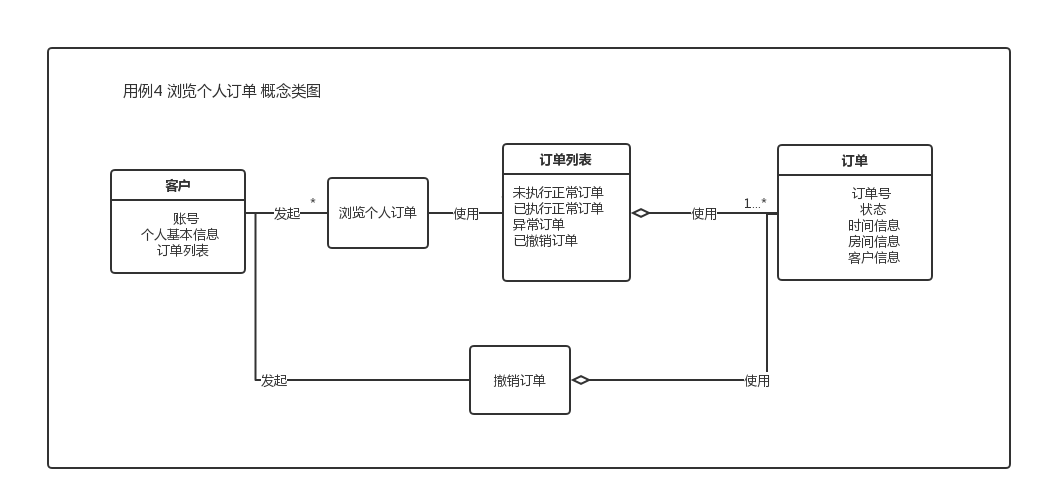 用例4 浏览个人订单 概念类图
客户
账号
个人基本信息
订单列表
发起
*
浏览个人订单
使用
订单列表
未执行正常订单
已执行正常订单
异常订单
已撤销订单
使用
1...*
订单
订单号
状态
时间信息
房间信息
客户信息
发起
撤销订单
使用